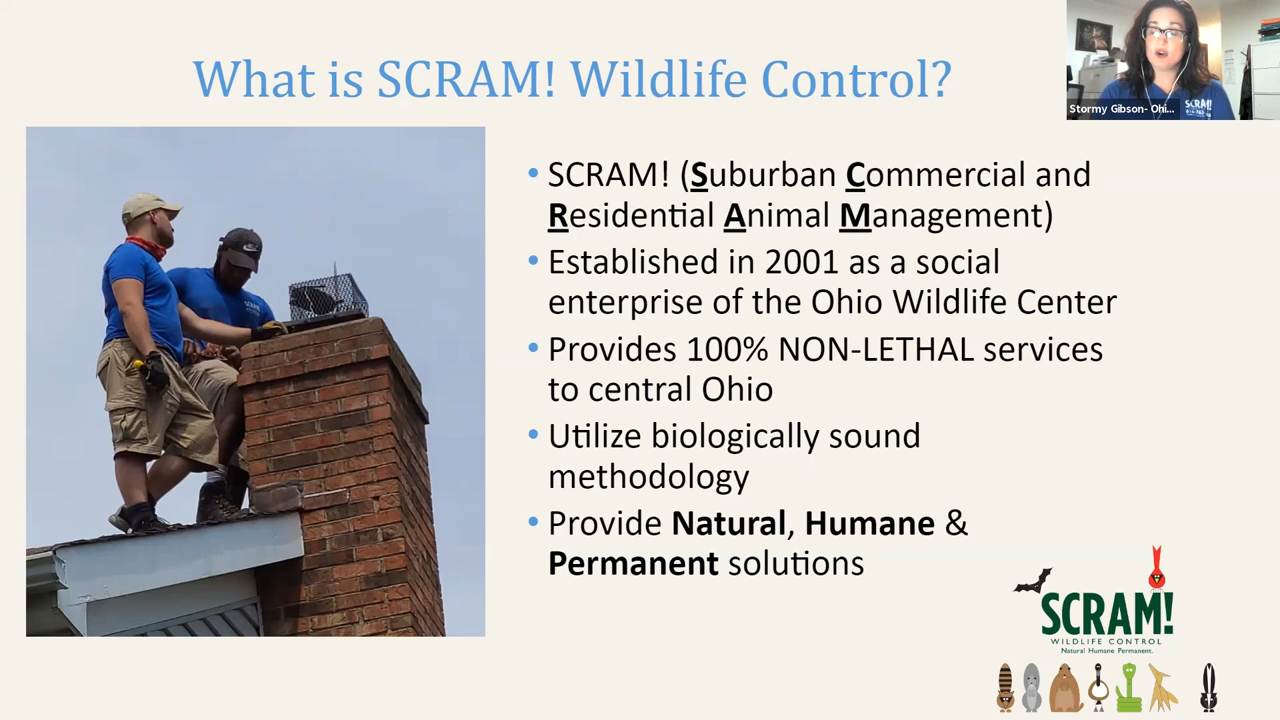 What is SCRAM! Wildlife Control?
Stormy Gibson- Ohi...
SCRAM!
• SCRAM! (Suburban Commercial and
Residential Animal Management)
• Established in 2001 as a social
enterprise of the Ohio Wildlife Center
• Provides 100% NON-LETHAL services
to central Ohio
• Utilize biologically sound
methodology
• Provide Natural, Humane &
Permanent solutions
SCRAM!
WILDLIFE CONTROL
Natural Humane Permanent.